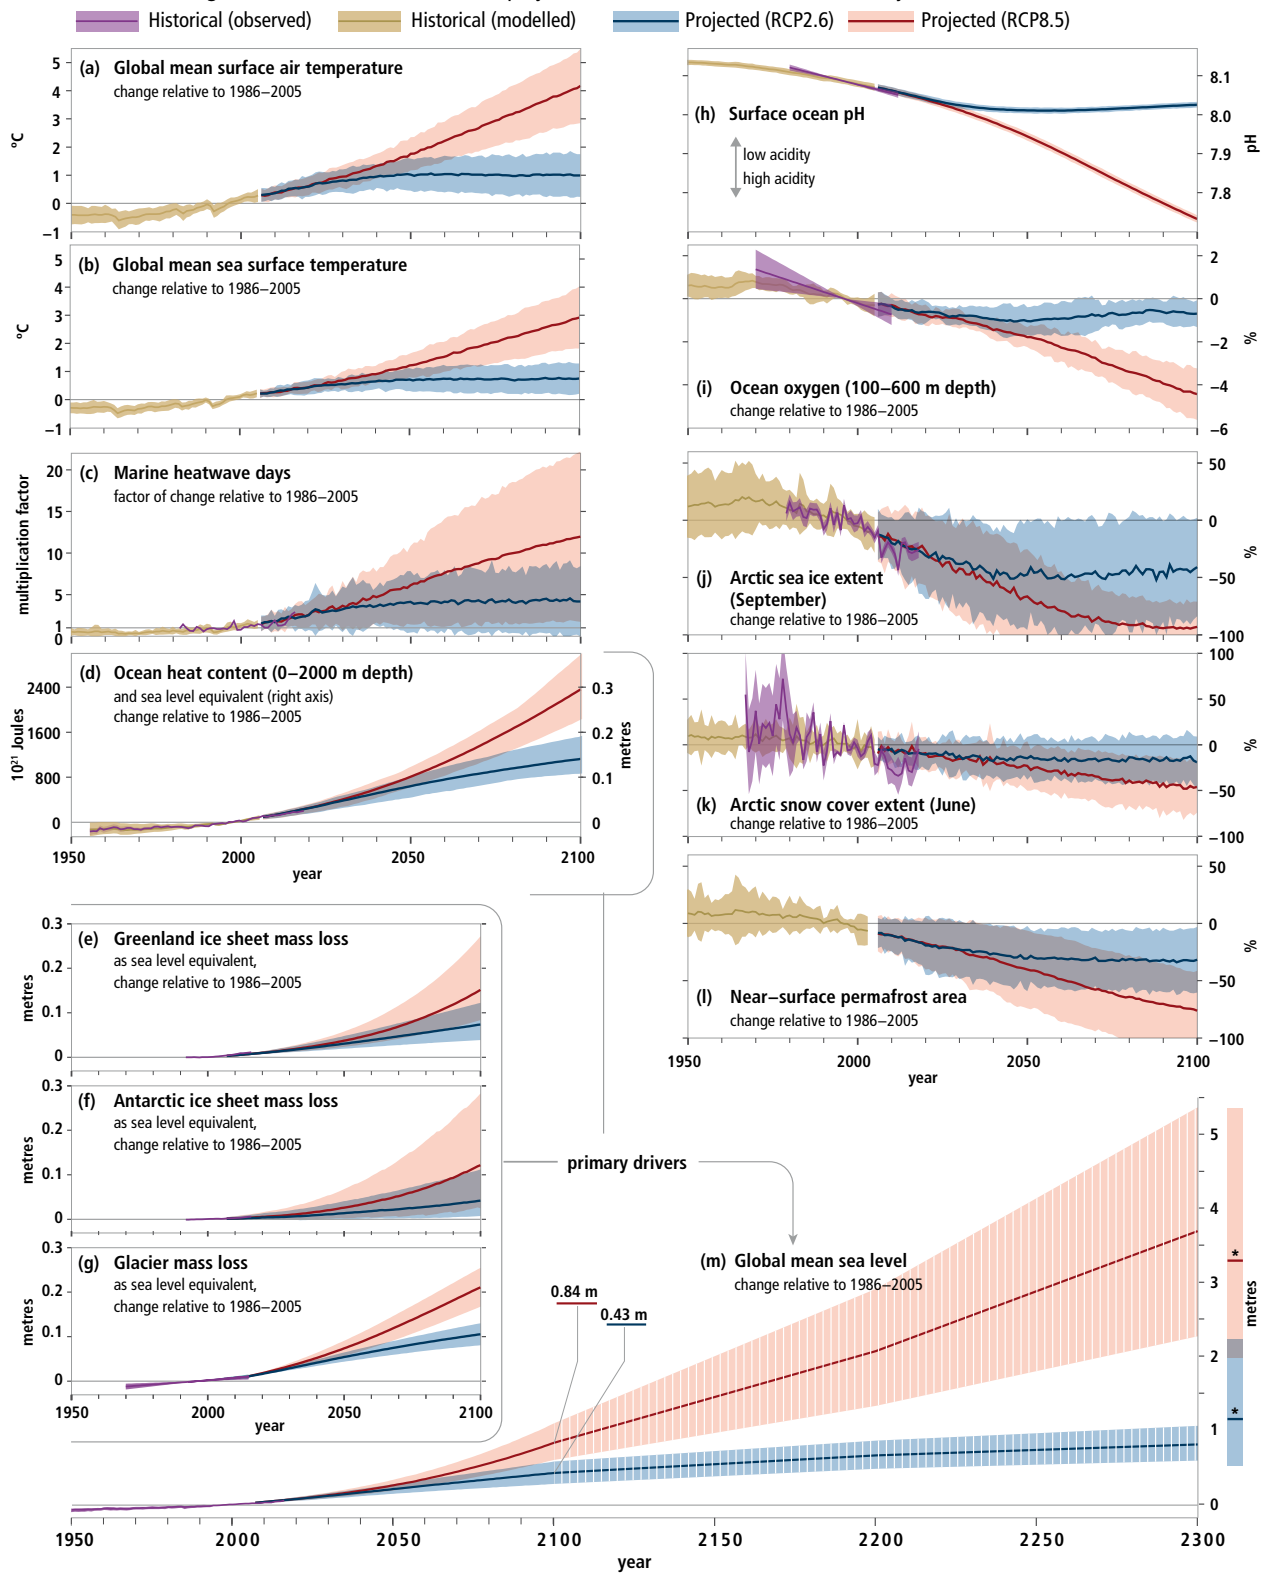 Historical (observed)
Historical (modelled)
Projected (RCP2.6)
Projected (RCP8.5)
(a) Global mean surface air temperature
change relative to 1986–2005
°C
5
4
3
2
1
0
–1
(b) Global mean sea surface temperature
change relative to 1986–2005
°C
5
4
3
2
1
0
–1
(c) Marine heatwave days
factor of change relative to 1986–2005
multiplication factor
20
15
10
5
1
0
(d) Ocean heat content (0–2000 m depth)
and sea level equivalent (right axis)
change relative to 1986–2005
10²¹ Joules
2400
1600
800
0
0.3
0.2
0.1
0
metres
1950
2000
2050
2100
year
(e) Greenland ice sheet mass loss
as sea level equivalent,
change relative to 1986–2005
metres
0.3
0.2
0.1
0
(f) Antarctic ice sheet mass loss
as sea level equivalent,
change relative to 1986–2005
metres
0.3
0.2
0.1
0
(g) Glacier mass loss
as sea level equivalent,
change relative to 1986–2005
metres
0.3
0.2
0.1
0
1950
2000
2050
2100
year
(h) Surface ocean pH
low acidity
high acidity
8.1
8.0
7.9
7.8
pH
(i) Ocean oxygen (100–600 m depth)
change relative to 1986–2005
2
0
–2
–4
–6
%
(j) Arctic sea ice extent
(September)
change relative to 1986–2005
50
0
–50
–100
%
(k) Arctic snow cover extent (June)
change relative to 1986–2005
100
50
0
–50
–100
%
(l) Near–surface permafrost area
change relative to 1986–2005
50
0
–50
–100
%
1950
2000
2050
2100
year
primary drivers
(m) Global mean sea level
change relative to 1986–2005
0.84 m
0.43 m
5
4
3
2
1
0
metres
*
*
1950
2000
2050
2100
2150
2200
2250
2300
year